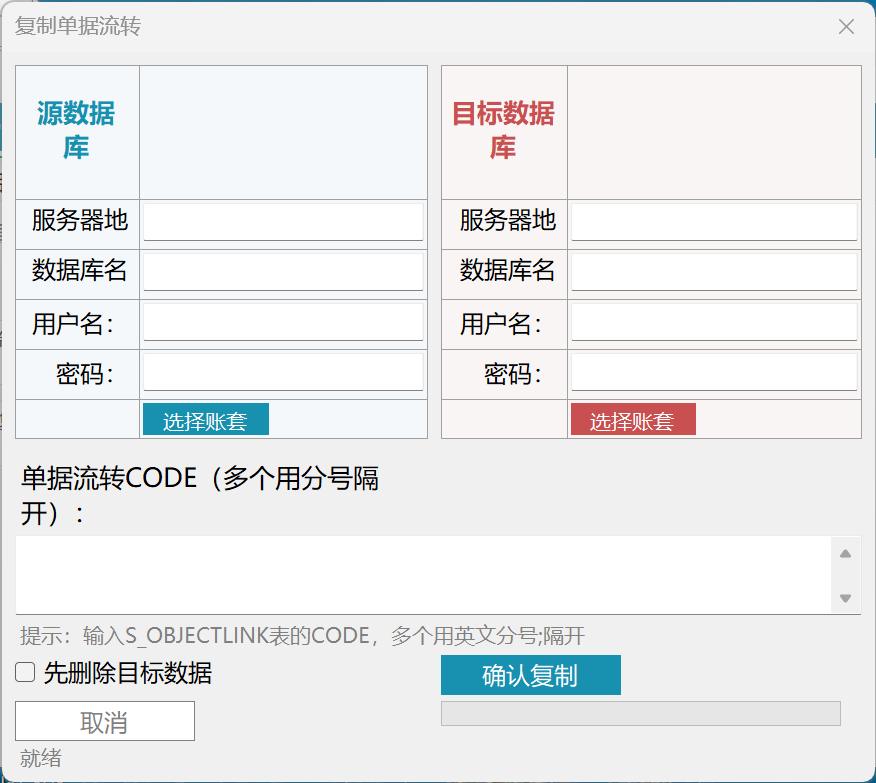 复制单据流转
源数据
库
服务器地
数据库名
用户名：
密码：
选择账套
目标数据
库
服务器地
数据库名
用户名：
密码：
选择账套
单据流转CODE（多个用分号隔
开）：
提示：输入S_OBJECTLINK表的CODE，多个用英文分号;隔开
先删除目标数据
确认复制
取消
就绪